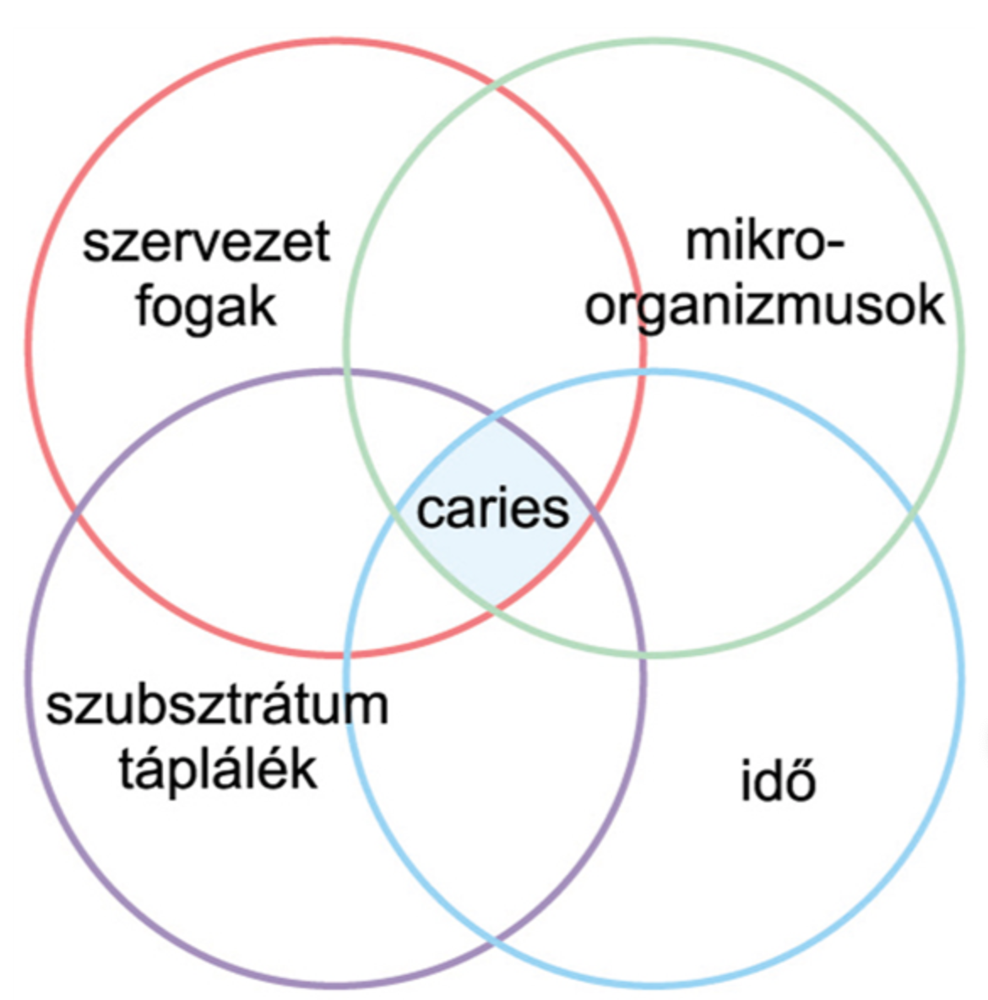 szervezet
fogak
mikro-
organizmusok
caries
szubsztrátum
táplálék
idő